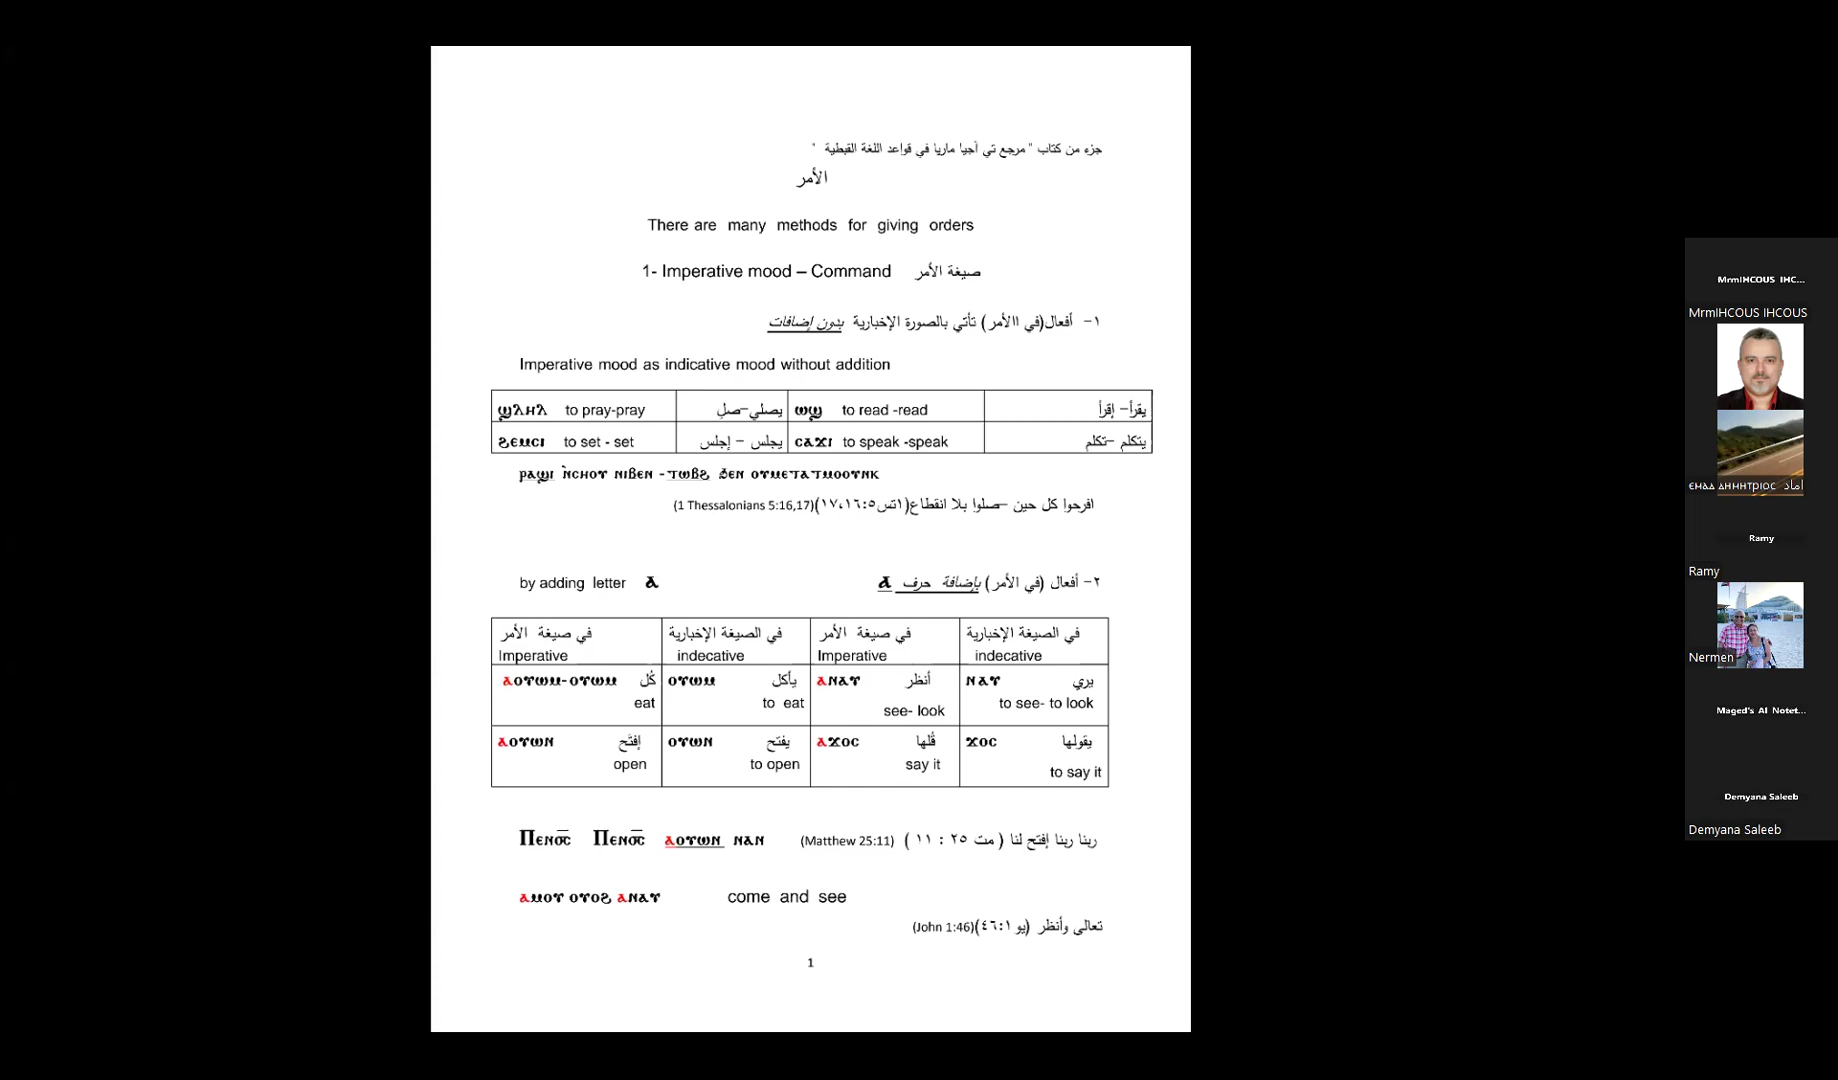 جزء من كتاب " مرجع تي أجيا ماريا في قواعد اللغة القبطية "
الأمر
There are many methods for giving orders
1- Imperative mood – Command صيغة الأمر
١- أفعال(في االأمر) تأتي بالصورة الإخبارية بدون إضافات
Imperative mood as indicative mood without addition
ϣⲗⲏⲗ to pray-pray يصلي–صلِ ⲱϣ to read -read يقرأ– إقرأ
ϩⲉⲙⲥⲓ to set - set يجلس – إجلس ⲥⲁϫⲓ to speak -speak يتكلم –تكلم
ⲣⲁϣⲓ ⲛ̀ⲥⲏⲟⲩ ⲛⲓⲃⲉⲛ - ⲧⲱⲃϩ ϧⲉⲛ ⲟⲩⲙⲉⲧⲁⲧⲙⲟⲩⲛⲕ
افرحوا كل حين –صلوا بلا انقطاع(١تس٥:١٧،١٦)(1 Thessalonians 5:16,17)
by adding letter ⲁ ٢- أفعال (في الأمر) بإضافة حرف ⲁ
في صيغة الأمر في الصيغة الإخبارية في صيغة الأمر في الصيغة الإخبارية
Imperative indecative Imperative indecative
ⲁⲟⲩⲱⲙ-ⲟⲩⲱⲙ كُل ⲟⲩⲱⲙ يأكل ⲁⲛⲁⲩ أنظر ⲛⲁⲩ يري
eat to eat see- look to see- to look
ⲁⲟⲩⲱⲛ إفتَح ⲟⲩⲱⲛ يفتح ⲁϫⲟⲥ قُلها ϫⲟⲥ يقولها
open to open say it to say it
Ⲡⲉⲛⲟ̅ⲥ̅ Ⲡⲉⲛⲟ̅ⲥ̅ ⲁⲟⲩⲱⲛ ⲛⲁⲛ (Matthew 25:11) ربنا ربنا إفتح لنا ( مت ٢٥ : ١١ )
ⲁⲙⲟⲩ ⲟⲩⲟϩ ⲁⲛⲁⲩ come and see
تعالى وأنظر (يو ٤٦:١)(John 1:46)
1
MrmIHCOUS IHC...
MrmIHCOUS IHCOUS
ⲉⲙⲁⲇ ⲇⲏⲙⲏⲧⲣⲓⲟⲥ اماد
Ramy
Ramy
Nermen
Maged's AI Notet...
Demyana Saleeb
Demyana Saleeb